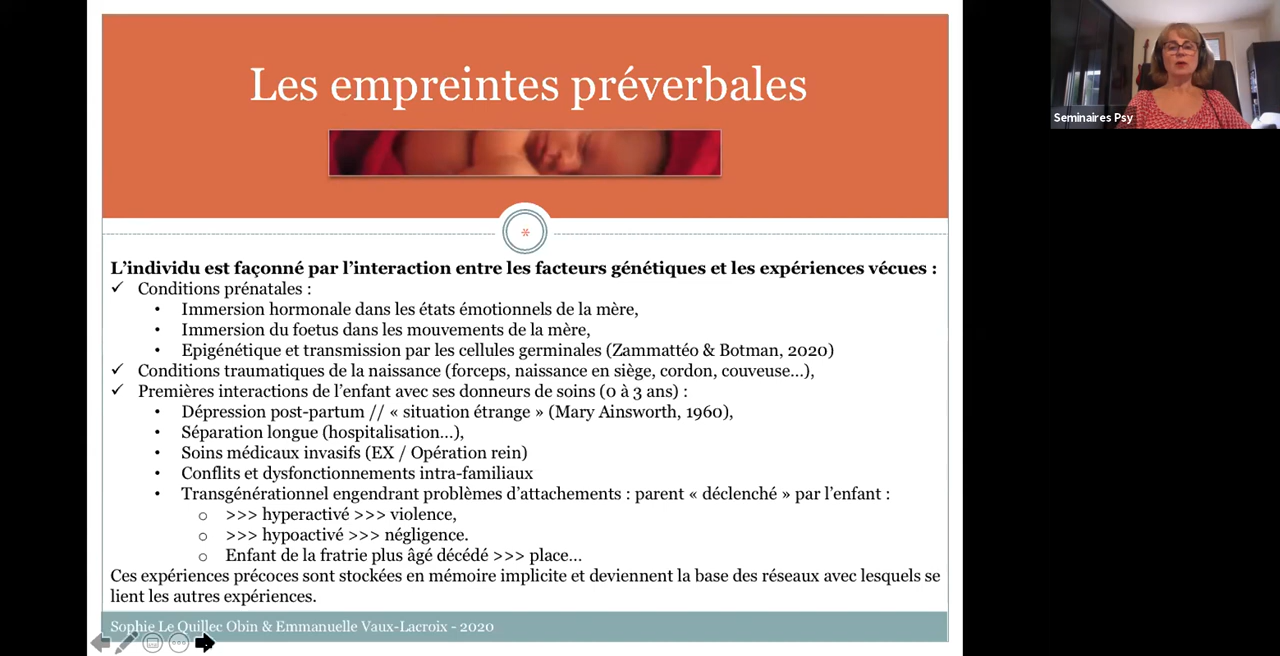 Les empreintes préverbales
*
L'individu est façonné par l'interaction entre les facteurs génétiques et les expériences vécues :
✓ Conditions prénatales :
• Immersion hormonale dans les états émotionnels de la mère,
• Immersion du foetus dans les mouvements de la mère,
• Epigénétique et transmission par les cellules germinales (Zammattéo & Botman, 2020)
✓ Conditions traumatiques de la naissance (forceps, naissance en siège, cordon, couveuse...),
✓ Premières interactions de l'enfant avec ses donneurs de soins (0 à 3 ans) :
• Dépression post-partum // « situation étrange » (Mary Ainsworth, 1960),
• Séparation longue (hospitalisation...),
• Soins médicaux invasifs (EX / Opération rein)
• Conflits et dysfonctionnements intra-familiaux
• Transgénérationnel engendrant problèmes d'attachements : parent « déclenché » par l'enfant :
o >>> hyperactivé >>> violence,
o >>> hypoactivé >>> négligence.
o Enfant de la fratrie plus âgé décédé >>> place...
Ces expériences précoces sont stockées en mémoire implicite et deviennent la base des réseaux avec lesquels se
lient les autres expériences.
Sophie Le Quillec Obin & Emmanuelle Vaux-Lacroix - 2020
Seminaires Psy